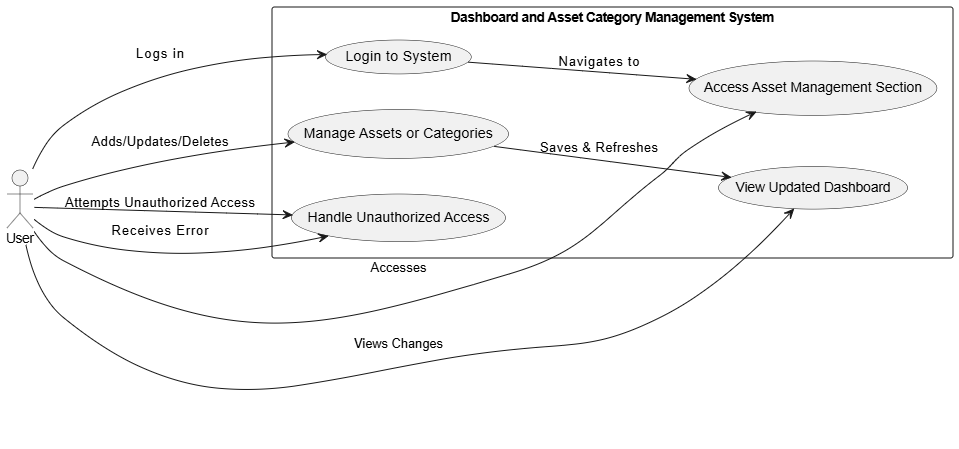 Dashboard and Asset Category Management System
Logs in
Login to System
Navigates to
Access Asset Management Section
Adds/Updates/Deletes
Manage Assets or Categories
Saves & Refreshes
View Updated Dashboard
Attempts Unauthorized Access
Handle Unauthorized Access
Receives Error
User
Accesses
Views Changes